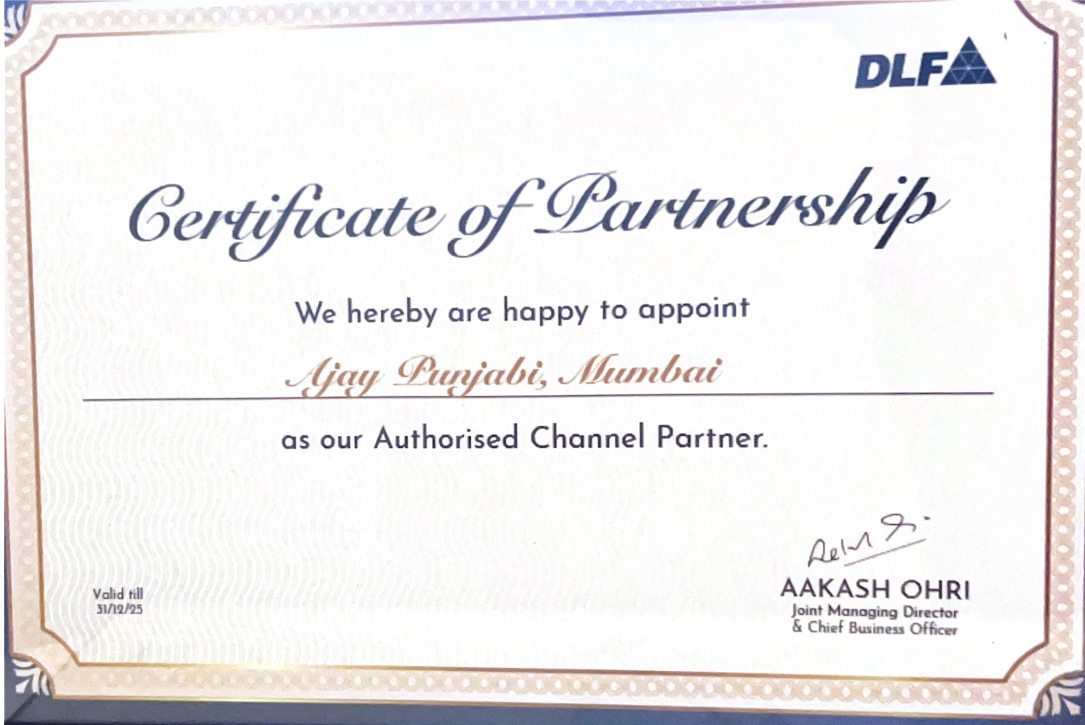 DLF
Certificate of Partnership
We hereby are happy to appoint
Ajay Punjabi, Mumbai
as our Authorised Channel Partner.
Valid till
31/12/25
AAKASH OHRI
Joint Managing Director
& Chief Business Officer